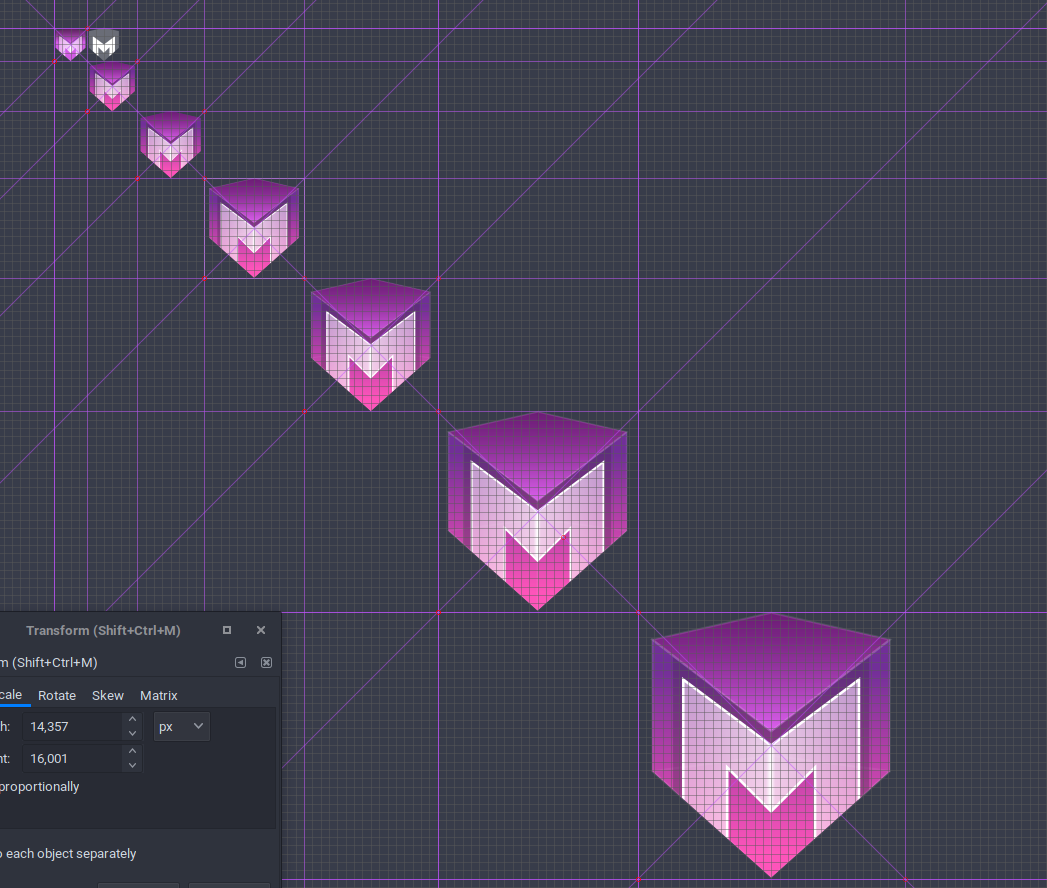 Transform (Shift+Ctrl+M)
m (Shift+Ctrl+M)
cale Rotate Skew Matrix
h: 14,357 px
nt: 16,001
proportionally
o each object separately